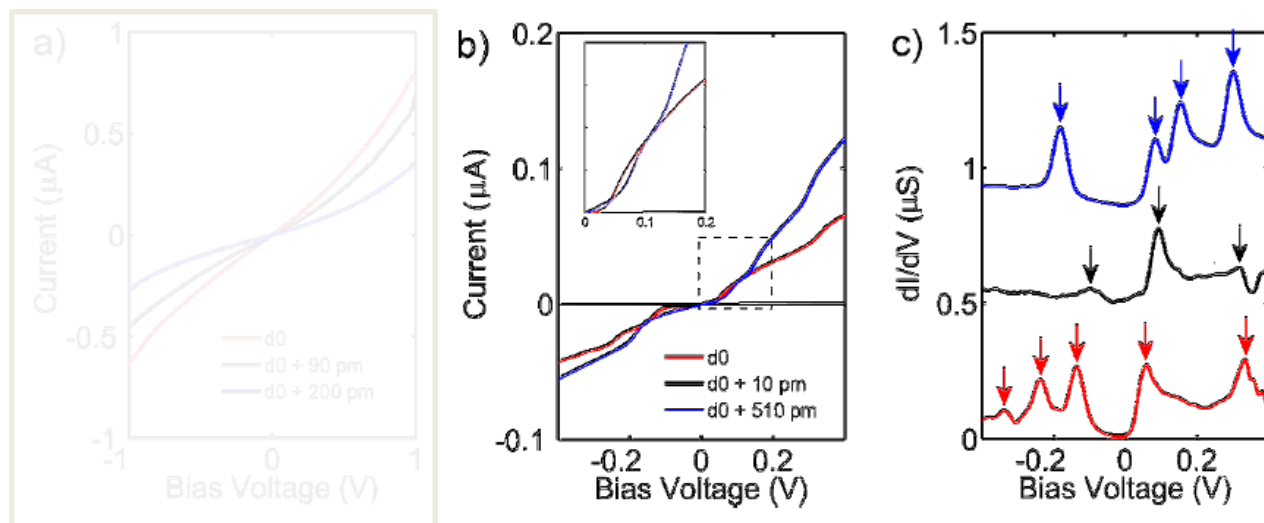 a)
1
0.5
0
-0.5
-1
-1
0
1
Current (μA)
Bias Voltage (V)
d0
d0 + 90 pm
d0 + 200 pm
b)
0.2
0.1
0
-0.1
-0.2
0
0.2
Current (μA)
Bias Voltage (V)
0
0.1
0.2
d0
d0 + 10 pm
d0 + 510 pm
c)
1.5
1
0.5
0
-0.2
0
0.2
dI/dV (μS)
Bias Voltage (V)